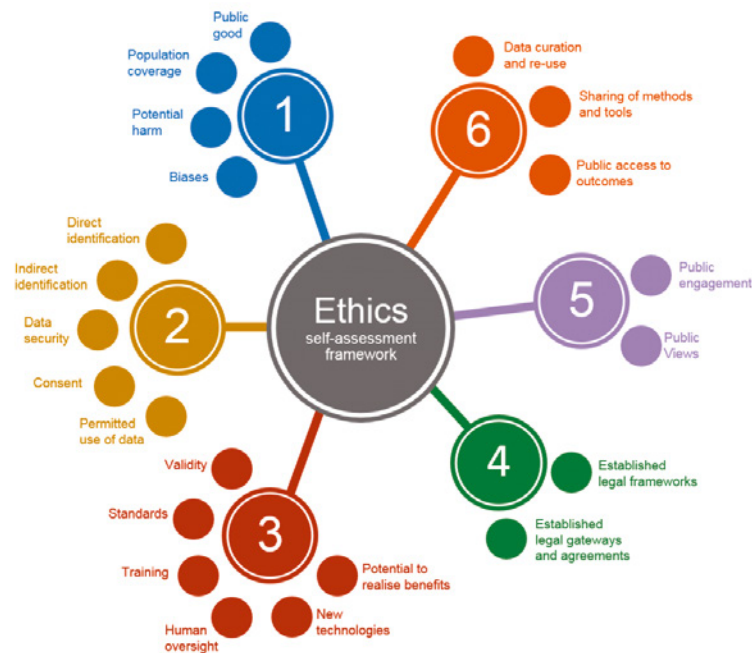 Ethics
self-assessment
framework
1
Public
good
Population
coverage
Potential
harm
Biases
2
Direct
identification
Indirect
identification
Data
security
Consent
Permitted
use of data
3
Validity
Standards
Training
Human
oversight
New
technologies
Potential to
realise benefits
4
Established
legal frameworks
Established
legal gateways
and agreements
5
Public
engagement
Public
Views
6
Data curation
and re-use
Sharing of methods
and tools
Public access to
outcomes